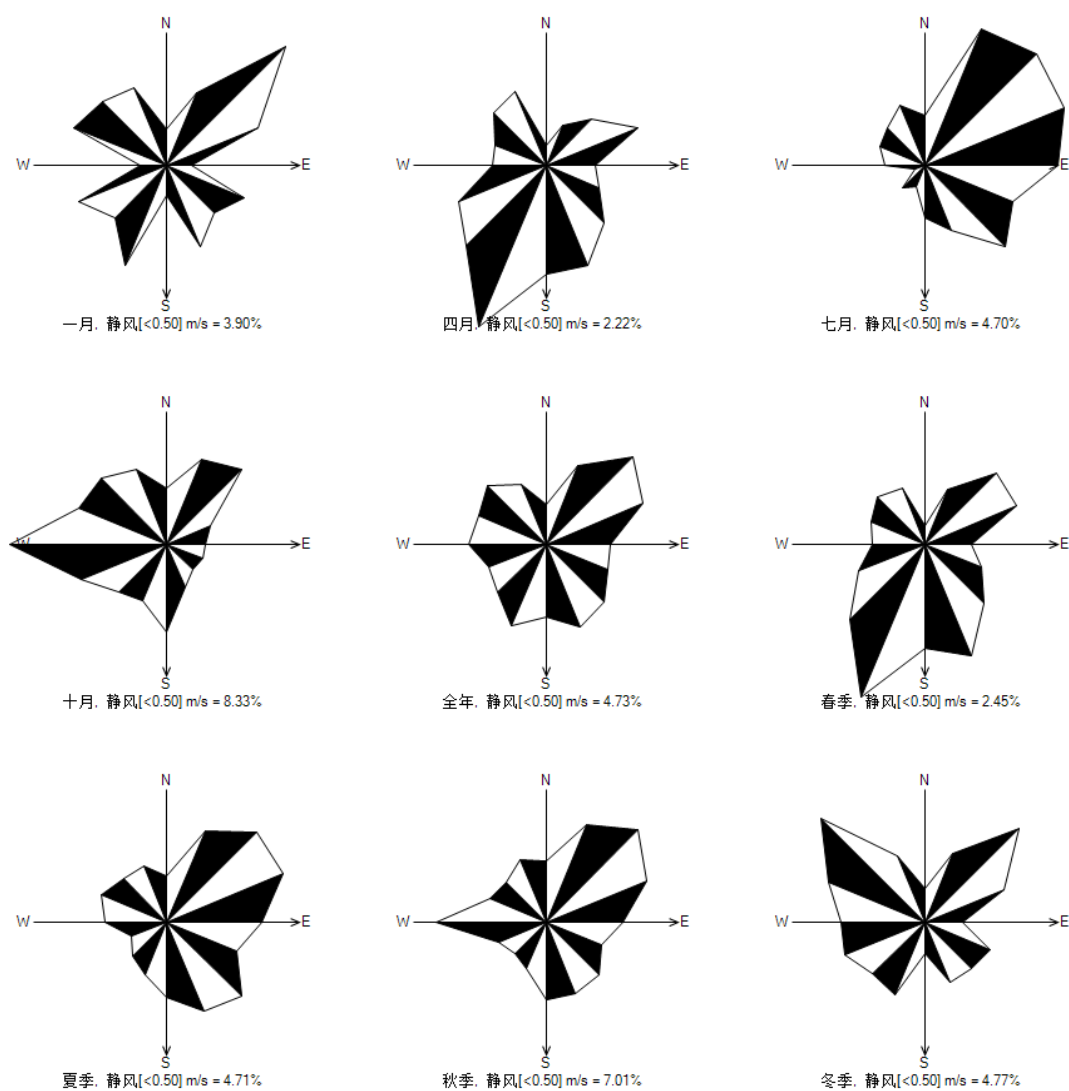 N N N
W E W E W E
S S S
一月, 静风[<0.50] m/s = 3.90% 四月, 静风[<0.50] m/s = 2.22% 七月, 静风[<0.50] m/s = 4.70%
N N N
W E W E W E
S S S
十月, 静风[<0.50] m/s = 8.33% 全年, 静风[<0.50] m/s = 4.73% 春季, 静风[<0.50] m/s = 2.45%
N N N
W E W E W E
S S S
夏季, 静风[<0.50] m/s = 4.71% 秋季, 静风[<0.50] m/s = 7.01% 冬季, 静风[<0.50] m/s = 4.77%